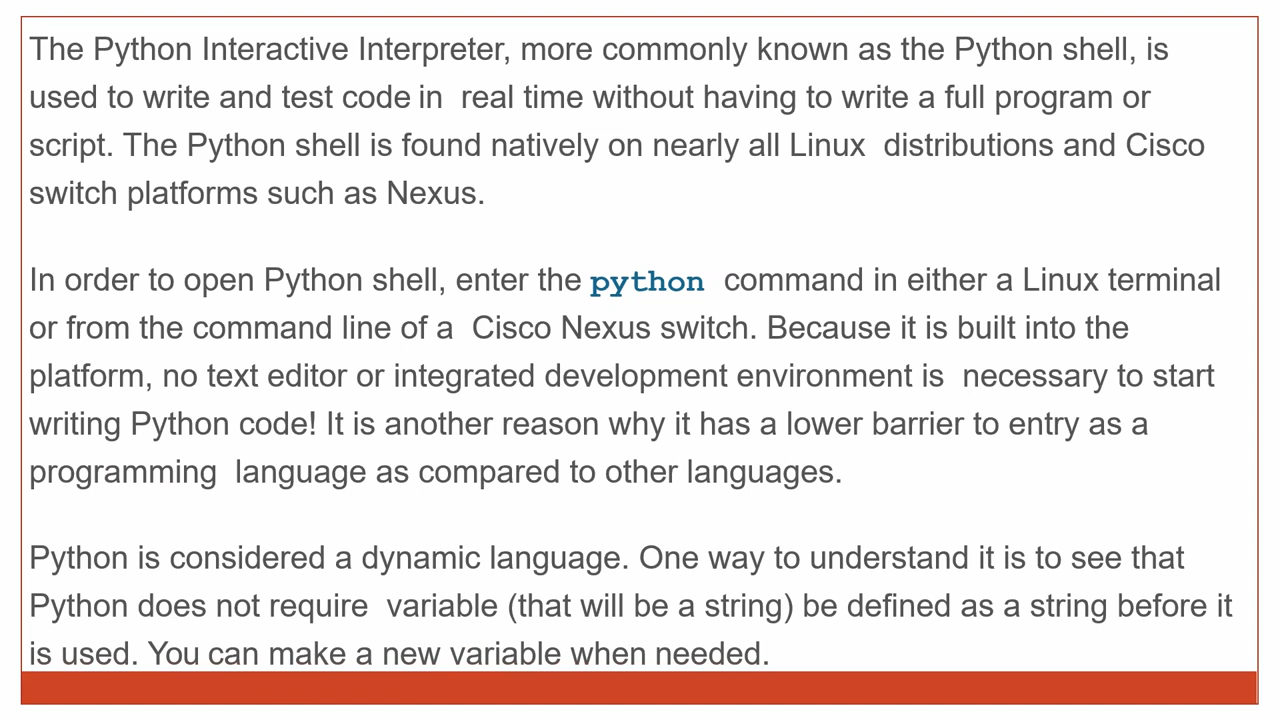 The Python Interactive Interpreter, more commonly known as the Python shell, is
used to write and test code in real time without having to write a full program or
script. The Python shell is found natively on nearly all Linux distributions and Cisco
switch platforms such as Nexus.
In order to open Python shell, enter the python command in either a Linux terminal
or from the command line of a Cisco Nexus switch. Because it is built into the
platform, no text editor or integrated development environment is necessary to start
writing Python code! It is another reason why it has a lower barrier to entry as a
programming language as compared to other languages.
Python is considered a dynamic language. One way to understand it is to see that
Python does not require variable (that will be a string) be defined as a string before it
is used. You can make a new variable when needed.